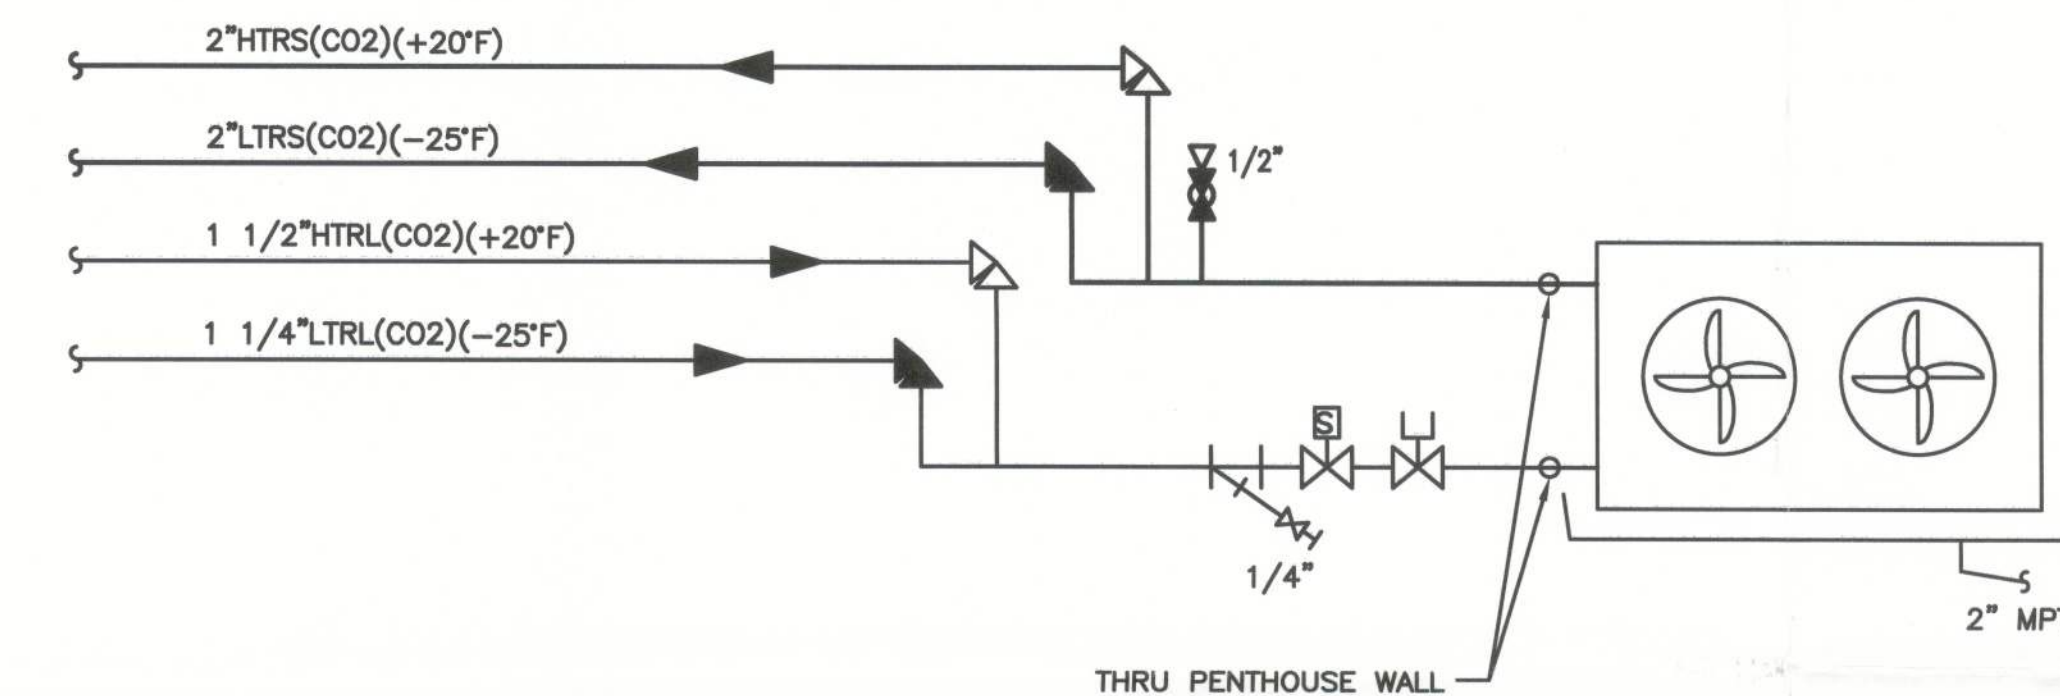 2"HTRS(CO2)(+20°F)
2"LTRS(CO2)(-25°F)
1/2"
1 1/2"HTRL(CO2)(+20°F)
1 1/4"LTRL(CO2)(-25°F)
S
1/4"
2" MPT
THRU PENTHOUSE WALL